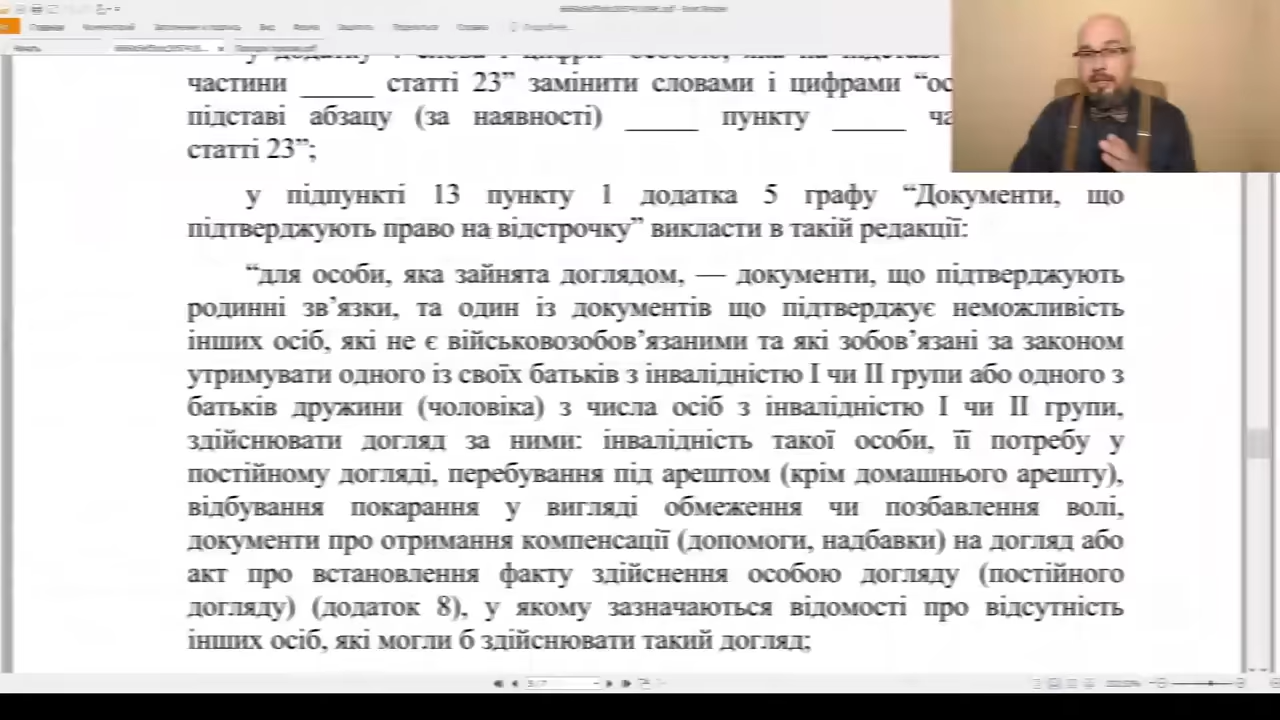 частини _____ статті 23” замінити словами і цифрами “ос
підставі абзацу (за наявності) _____ пункту _____ ча
статті 23”;
у підпункті 13 пункту 1 додатка 5 графу “Документи, що
підтверджують право на відстрочку” викласти в такій редакції:
“для особи, яка зайнята доглядом, — документи, що підтверджують
родинні зв’язки, та один із документів що підтверджує неможливість
інших осіб, які не є військовозобов’язаними та які зобов’язані за законом
утримувати одного із своїх батьків з інвалідністю І чи ІІ групи або одного з
батьків дружини (чоловіка) з числа осіб з інвалідністю І чи ІІ групи,
здійснювати догляд за ними: інвалідність такої особи, її потребу у
постійному догляді, перебування під арештом (крім домашнього арешту),
відбування покарання у вигляді обмеження чи позбавлення волі,
документи про отримання компенсації (допомоги, надбавки) на догляд або
акт про встановлення факту здійснення особою догляду (постійного
догляду) (додаток 8), у якому зазначаються відомості про відсутність
інших осіб, які могли б здійснювати такий догляд;